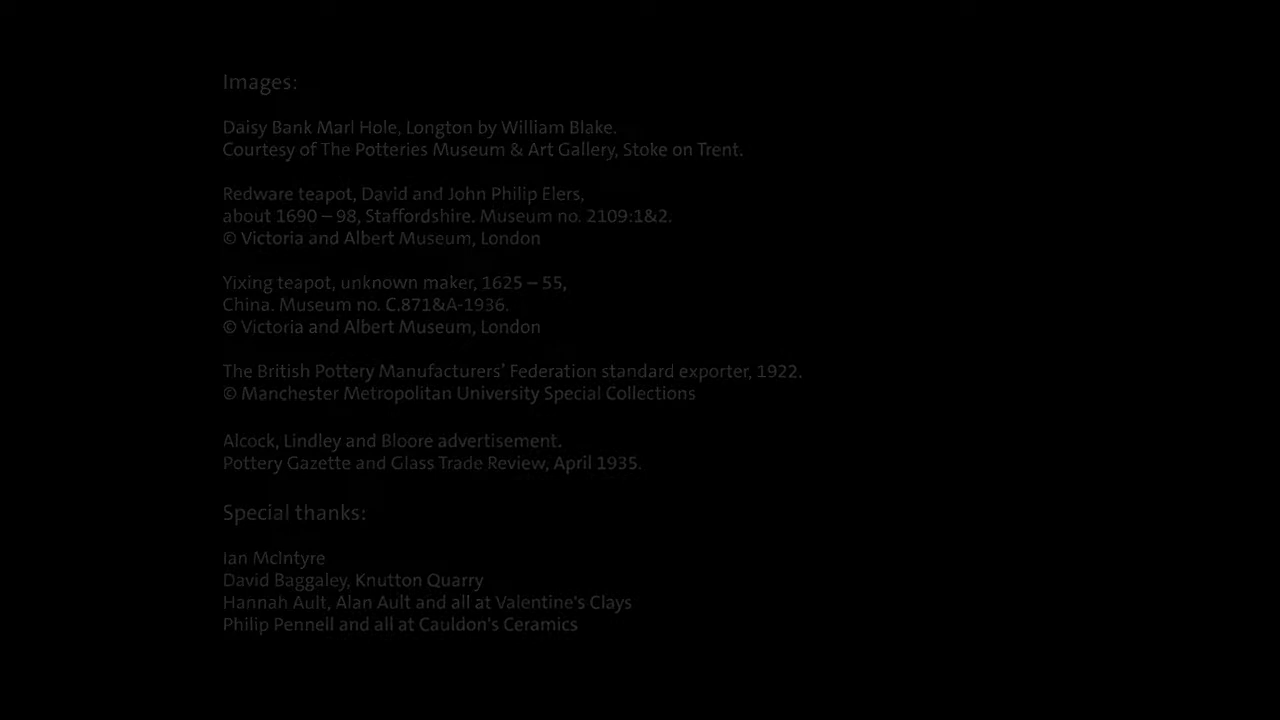 Images:
Daisy Bank Marl Hole, Longton by William Blake.
Courtesy of The Potteries Museum & Art Gallery, Stoke on Trent.
Redware teapot, David and John Philip Elers,
about 1690 – 98, Staffordshire. Museum no. 2109:1&2.
© Victoria and Albert Museum, London
Yixing teapot, unknown maker, 1625 – 55,
China. Museum no. C.871&A-1936.
© Victoria and Albert Museum, London
The British Pottery Manufacturers’ Federation standard exporter, 1922.
© Manchester Metropolitan University Special Collections
Alcock, Lindley and Bloore advertisement.
Pottery Gazette and Glass Trade Review, April 1935.
Special thanks:
Ian McIntyre
David Baggaley, Knutton Quarry
Hannah Ault, Alan Ault and all at Valentine's Clays
Philip Pennell and all at Cauldon's Ceramics